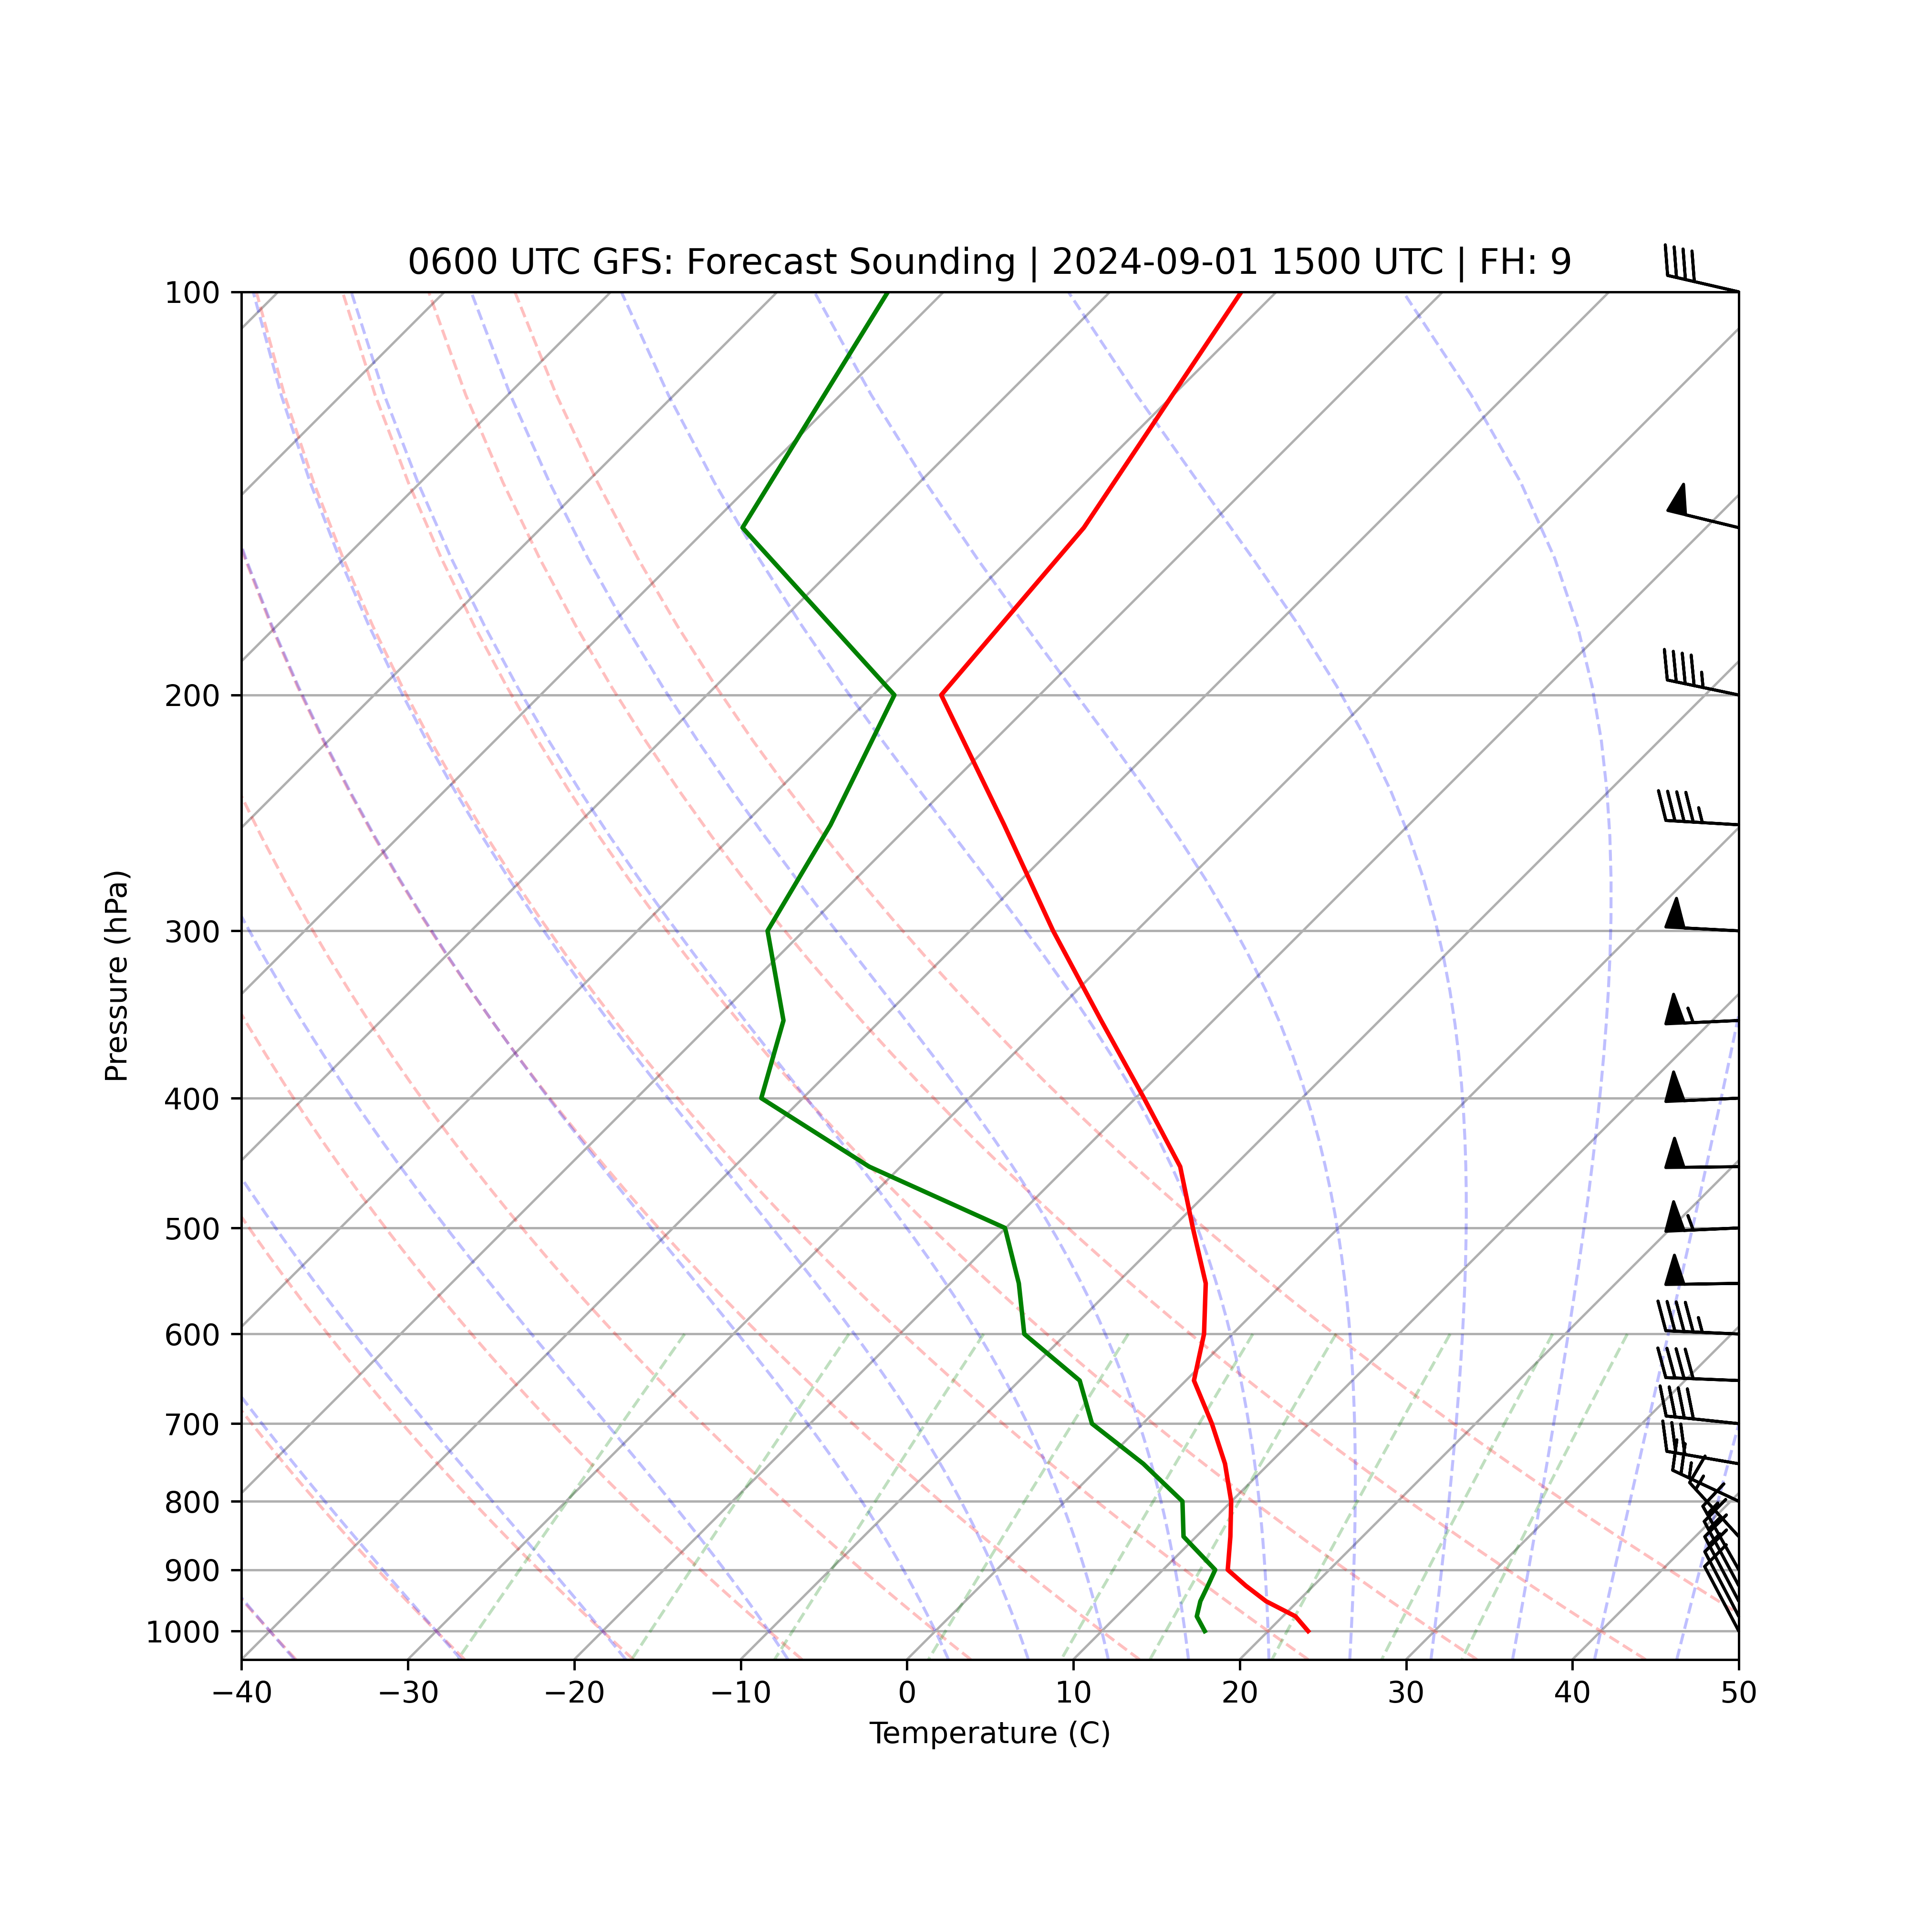 0600 UTC GFS: Forecast Sounding | 2024-09-01 1500 UTC | FH: 9
100
200
300
400
500
600
700
800
900
1000
Pressure (hPa)
−40 −30 −20 −10 0 10 20 30 40 50
Temperature (C)